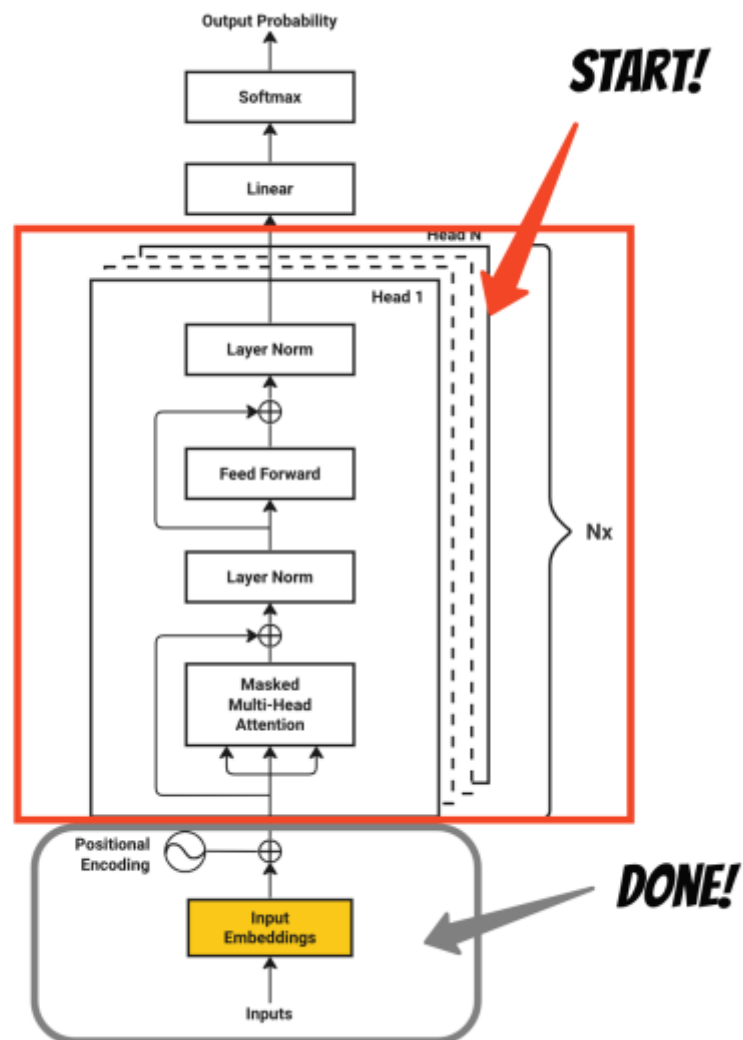 Output Probability
START!
Softmax
Linear
Head N
Head 1
Layer Norm
Feed Forward
Nx
Layer Norm
Masked
Multi-Head
Attention
Positional
Encoding
DONE!
Input
Embeddings
Inputs